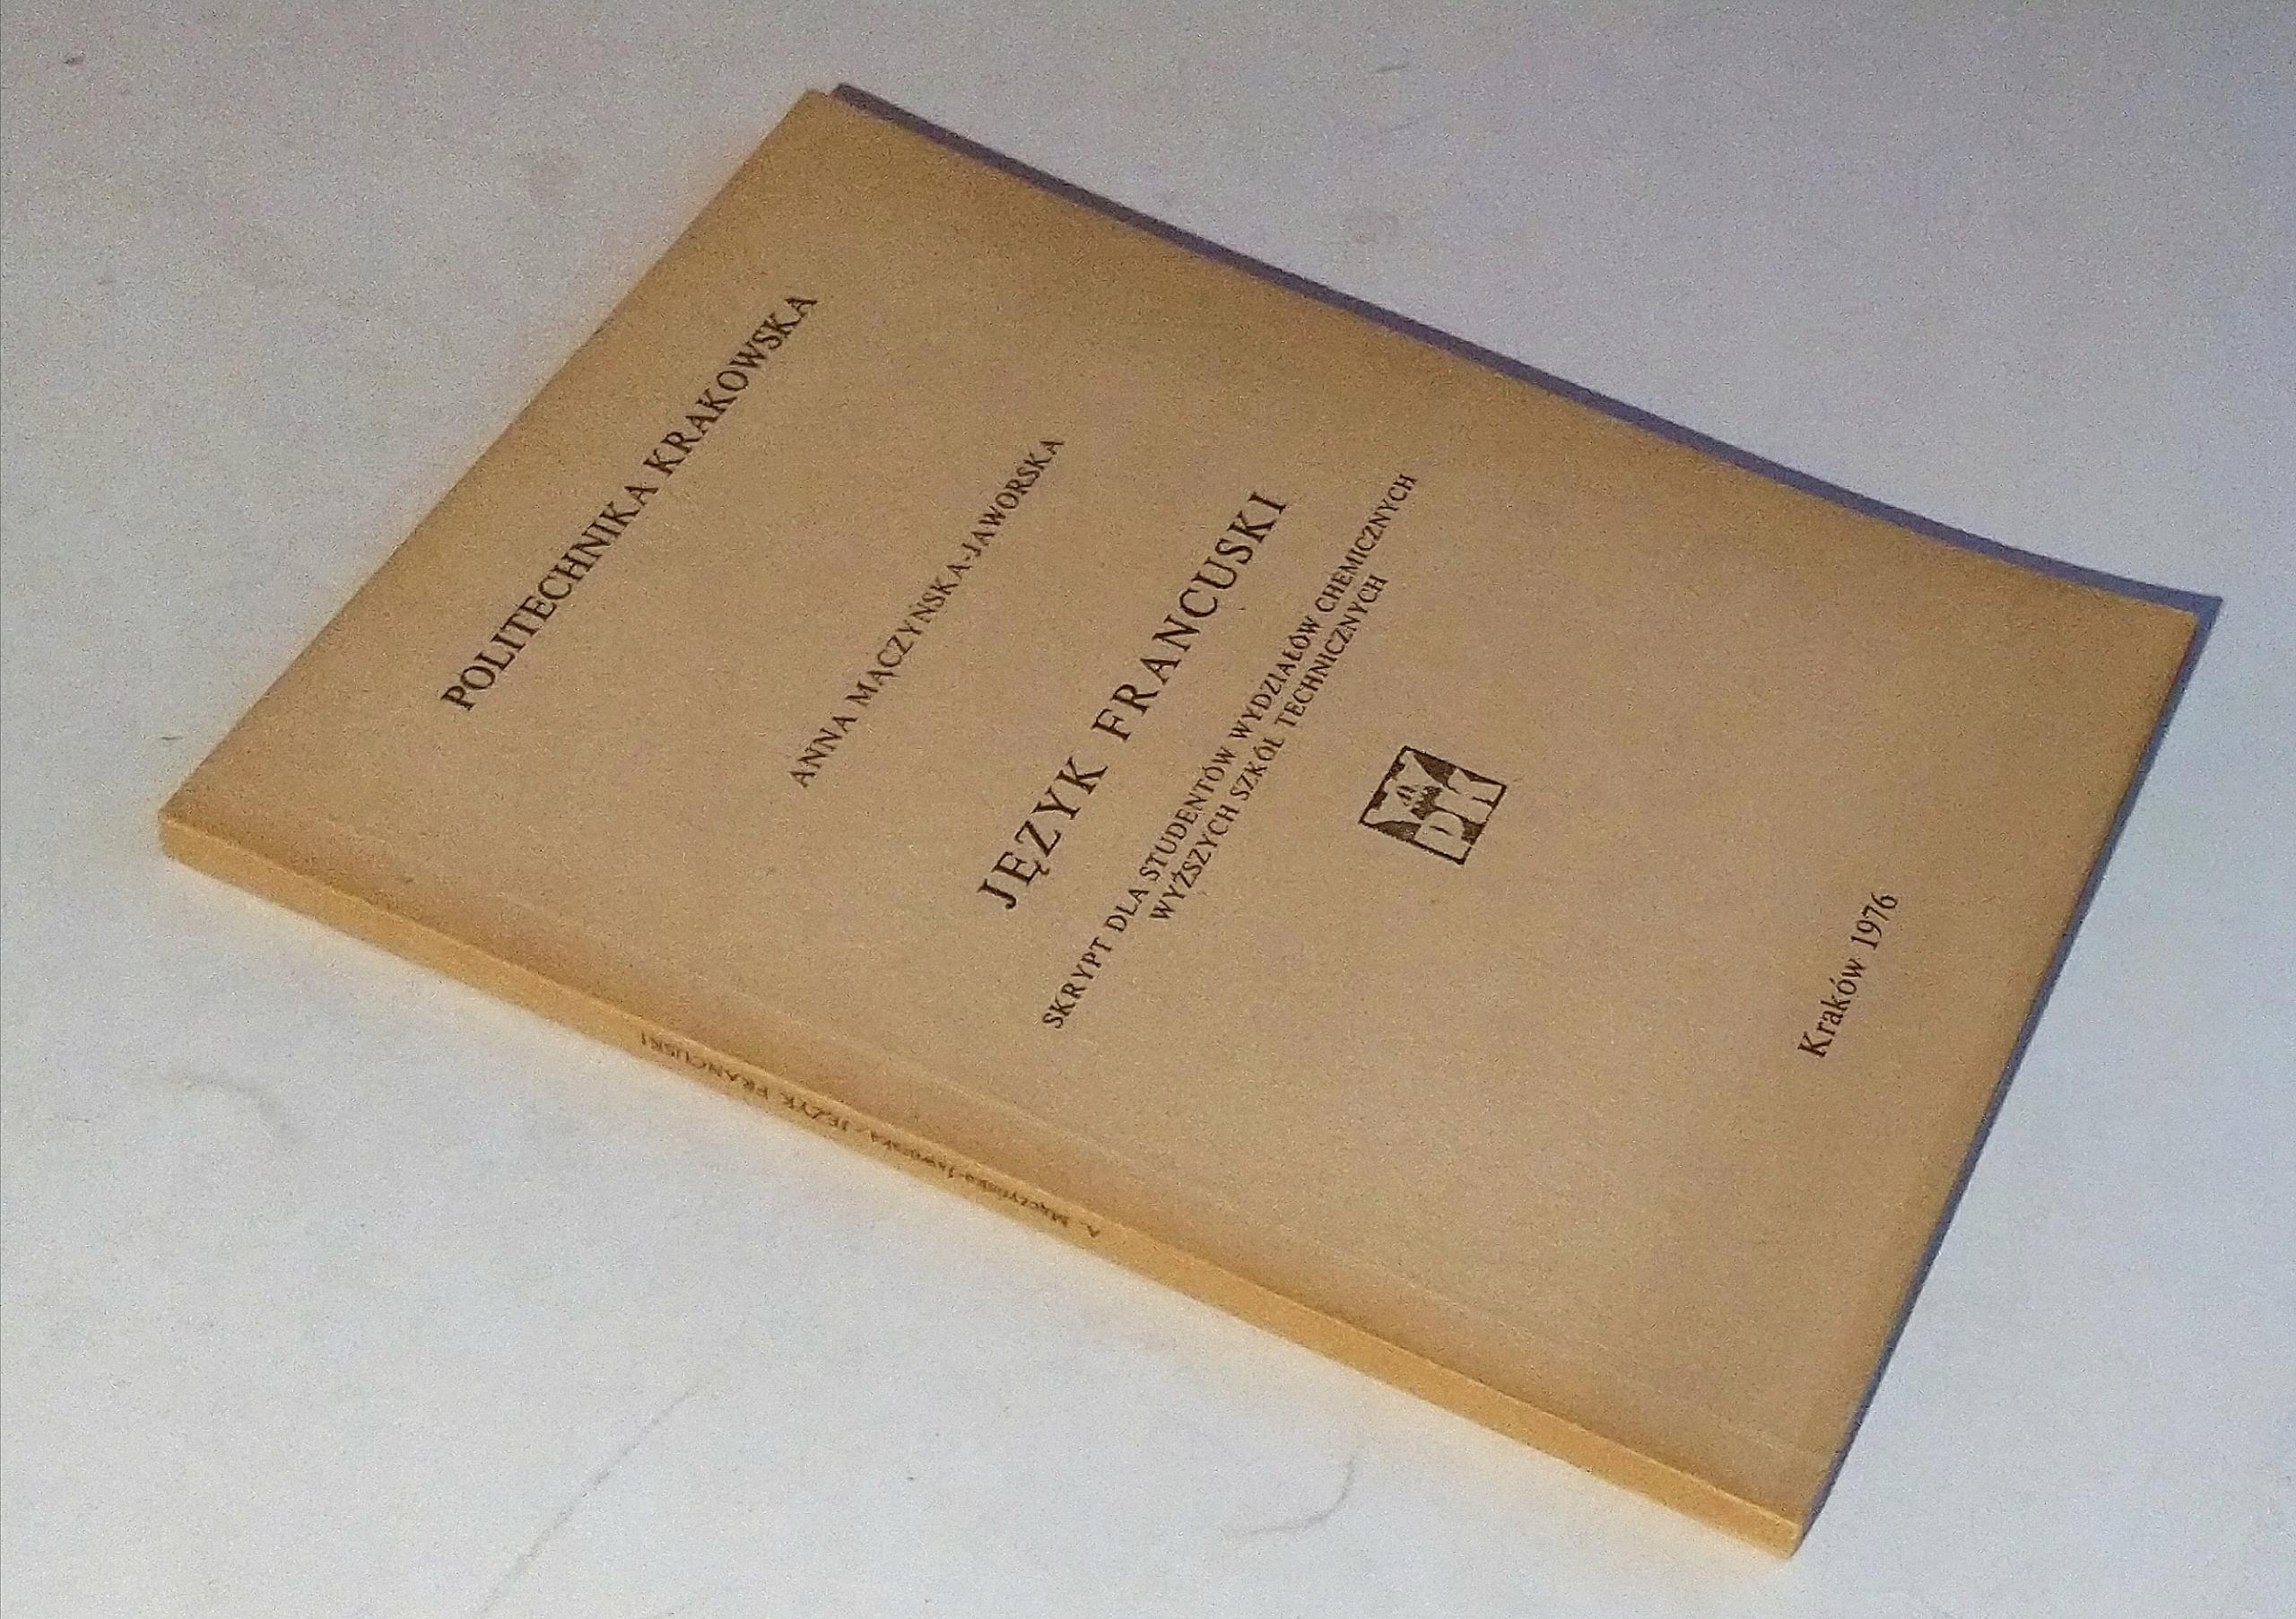 POLITECHNIKA KRAKOWSKA
ANNA MĄCZYŃSKA-JAWORSKA
JĘZYK FRANCUSKI
SKRYPT DLA STUDENTÓW WYDZIAŁÓW CHEMICZNYCH
WYŻSZYCH SZKÓŁ TECHNICZNYCH
PK
Kraków 1976
A. Mączyńska-Jaworska JĘZYK FRANCUSKI